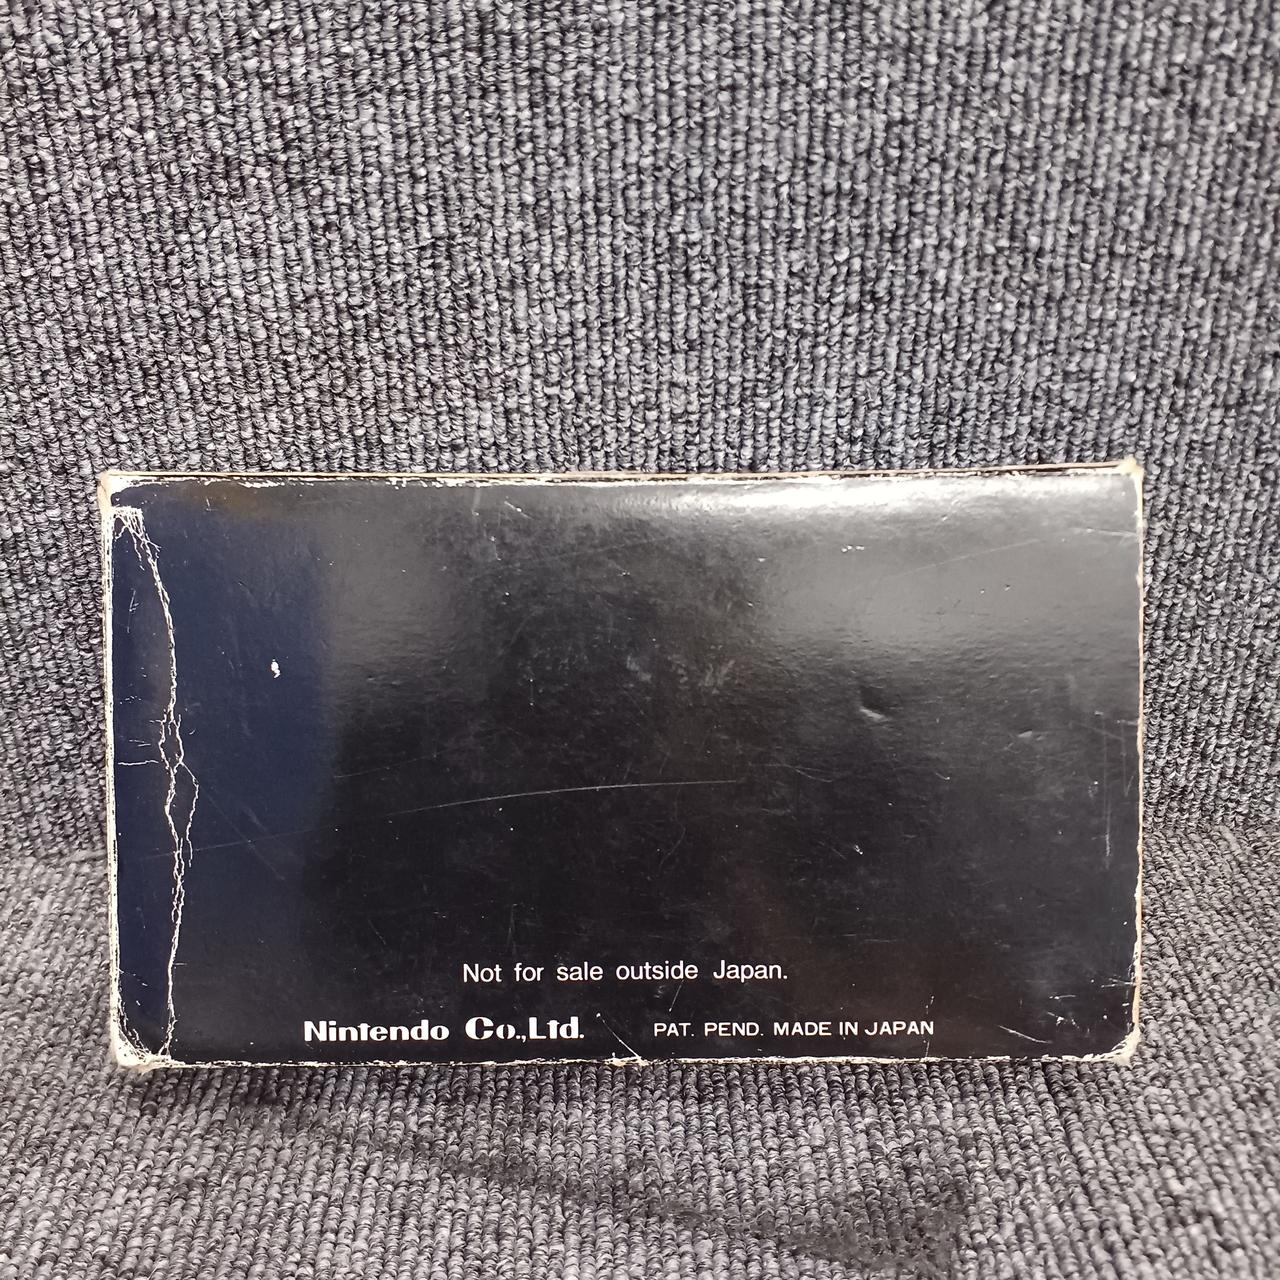 Not for sale outside Japan.
Nintendo Co.,Ltd. PAT. PEND. MADE IN JAPAN